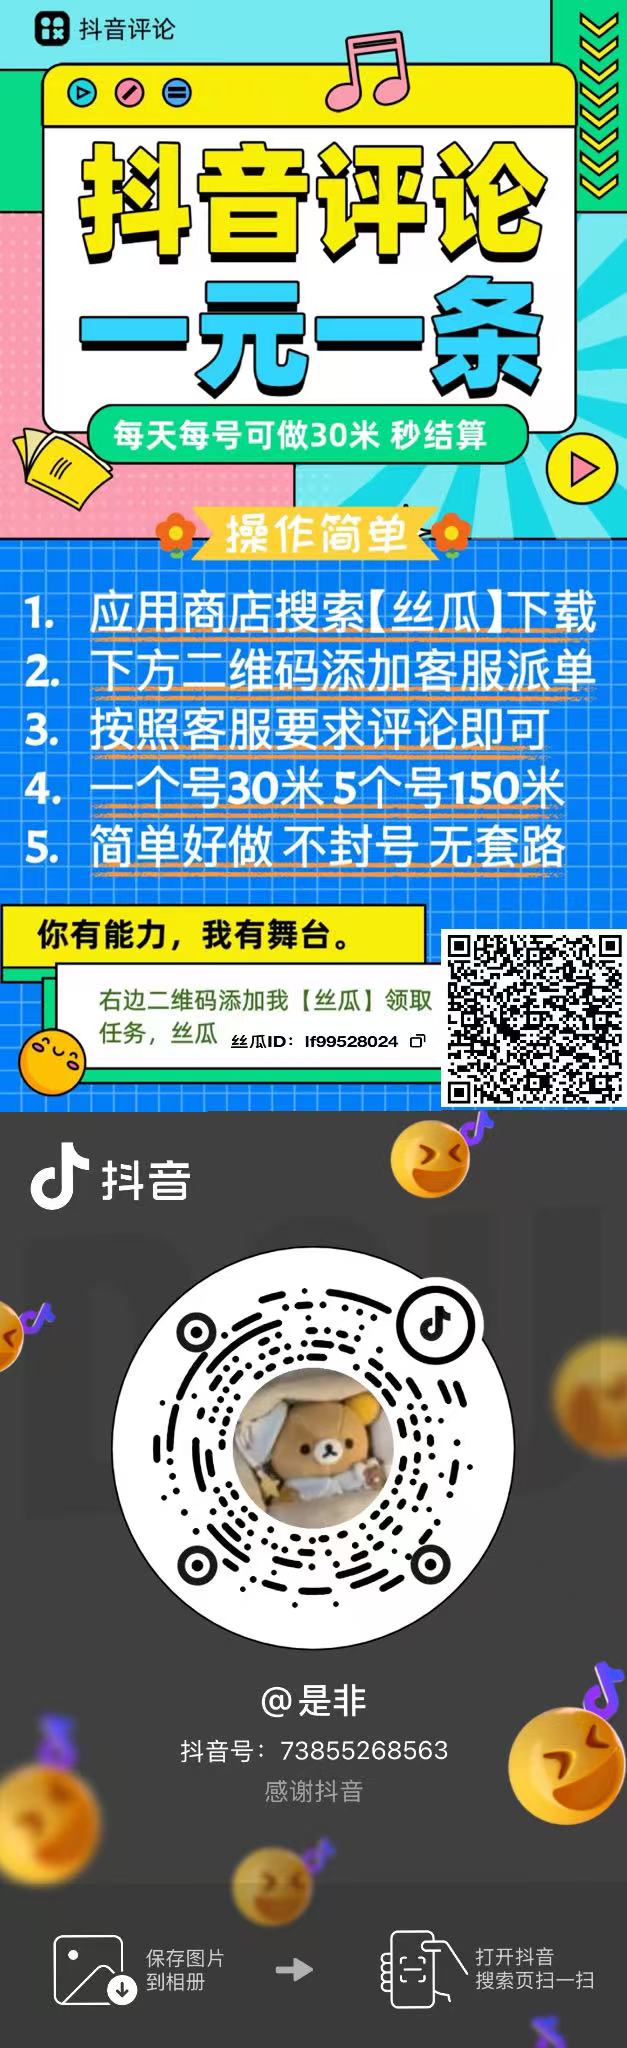 抖音评论
抖音评论
一元一条
每天每号可做30米 秒结算
操作简单
1. 应用商店搜索【丝瓜】下载
2. 下方二维码添加客服派单
3. 按照客服要求评论即可
4. 一个号30米 5个号150米
5. 简单好做 不封号 无套路
你有能力，我有舞台。
右边二维码添加我【丝瓜】领取
任务，丝瓜 丝瓜ID：lf99528024
抖音
@是非
抖音号：73855268563
感谢抖音
保存图片
到相册
打开抖音
搜索页扫一扫